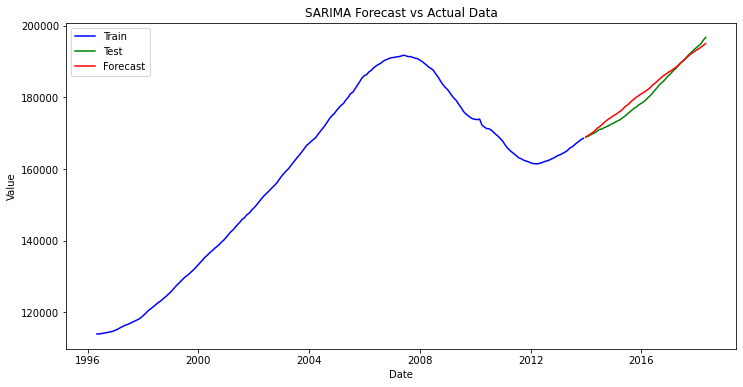 SARIMA Forecast vs Actual Data
Train
Test
Forecast
Value
200000
180000
160000
140000
120000
1996
2000
2004
2008
2012
2016
Date